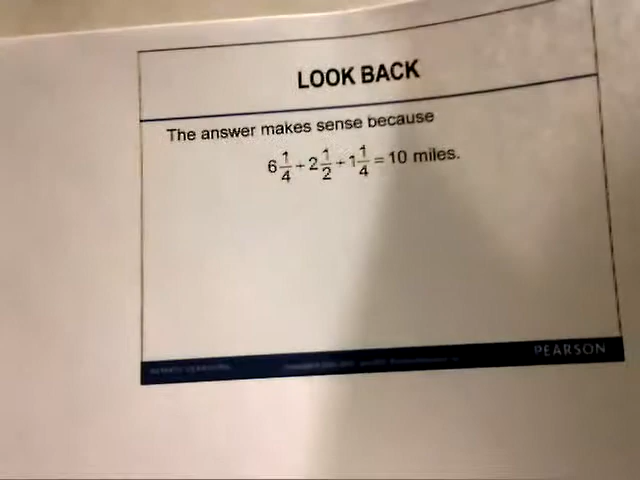 LOOK BACK
The answer makes sense because
6 1/4 + 2 1/2 + 1 1/4 = 10 miles.
PEARSON